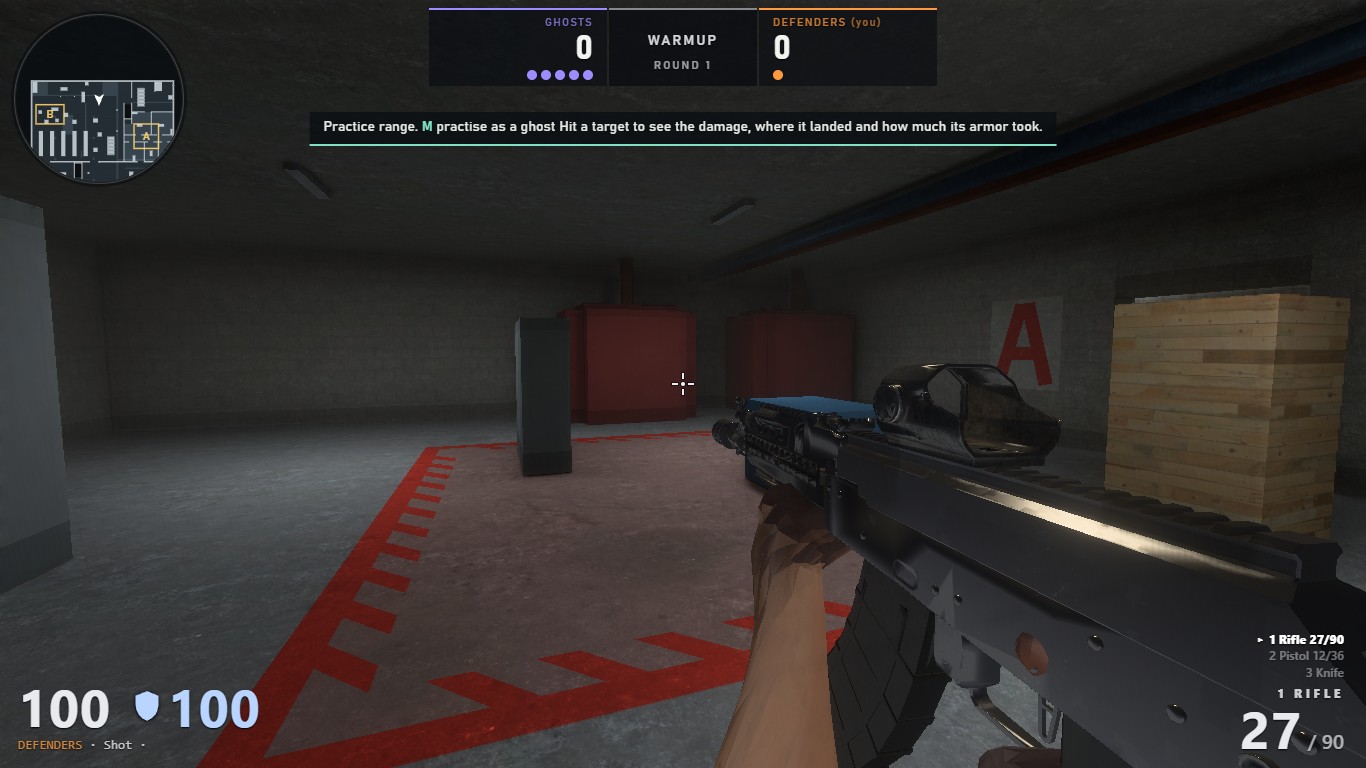 GHOSTS
0
WARMUP
ROUND 1
DEFENDERS (you)
0
B
A
Practice range. M practise as a ghost Hit a target to see the damage, where it landed and how much its armor took.
A
▸ 1 Rifle 27/90
2 Pistol 12/36
3 Knife
1 RIFLE
27 / 90
100 100
DEFENDERS · Shot ·